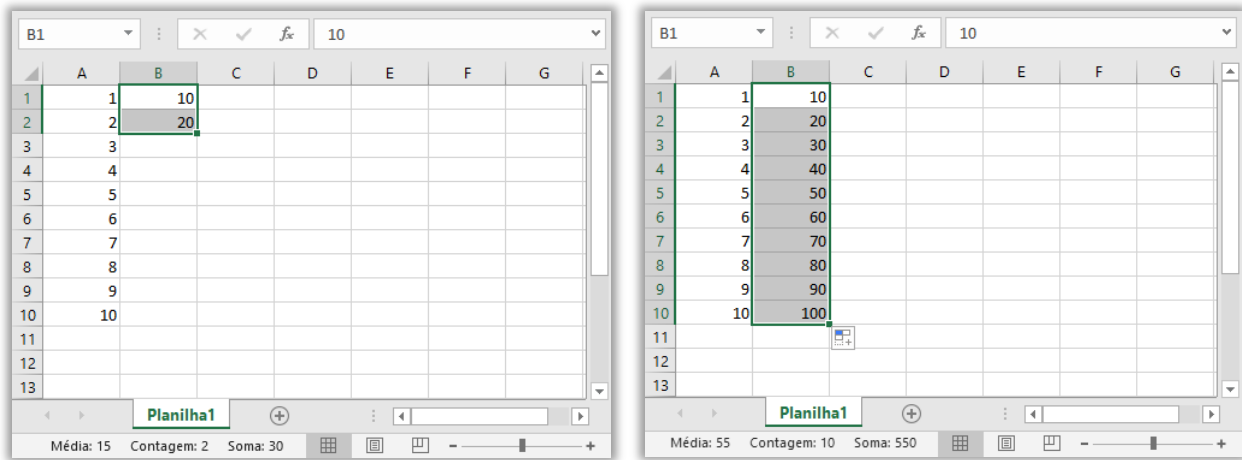 B1 fx 10
A B C D E F G
1 1 10
2 2 20
3 3
4 4
5 5
6 6
7 7
8 8
9 9
10 10
11
12
13
Planilha1
Média: 15 Contagem: 2 Soma: 30
B1 fx 10
A B C D E F G
1 1 10
2 2 20
3 3 30
4 4 40
5 5 50
6 6 60
7 7 70
8 8 80
9 9 90
10 10 100
11
12
13
Planilha1
Média: 55 Contagem: 10 Soma: 550